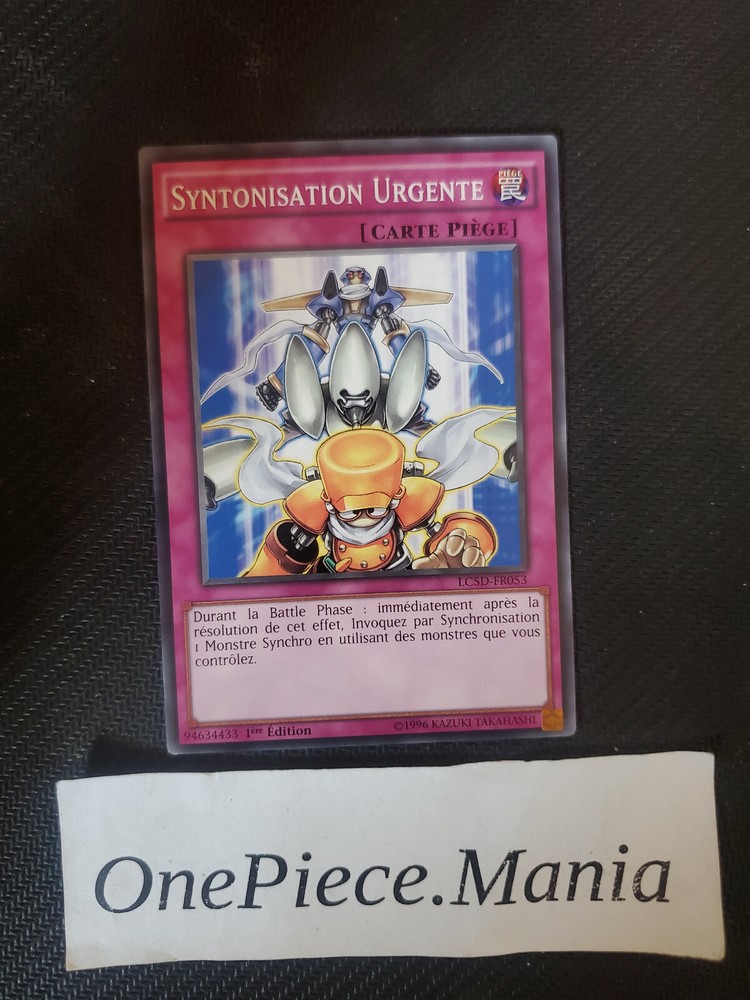 SYNTONISATION URGENTE
PIÈGE
罠
[CARTE PIÈGE]
LC5D-FR053
Durant la Battle Phase : immédiatement après la
résolution de cet effet, Invoquez par Synchronisation
1 Monstre Synchro en utilisant des monstres que vous
contrôlez.
94634433 1ère Édition ©1996 KAZUKI TAKAHASHI
OnePiece.Mania